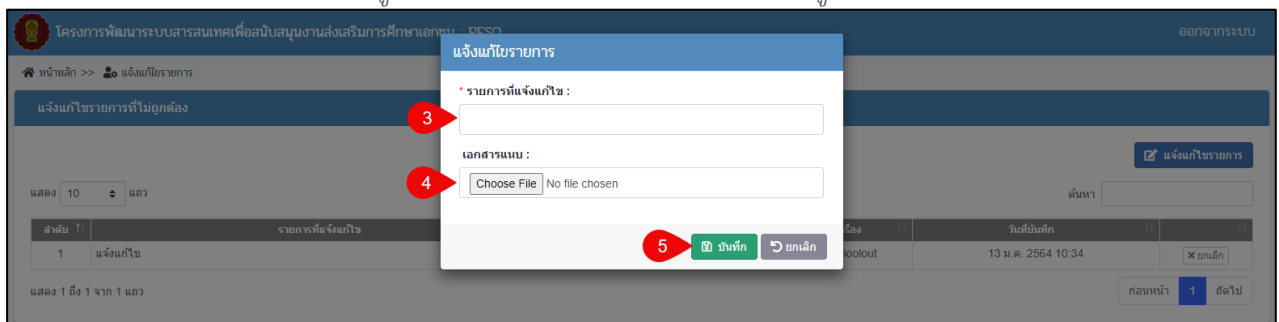 โครงการพัฒนาระบบสารสนเทศเพื่อสนับสนุนงานส่งเสริมการศึกษาเอกชน : PESO
ออกจากระบบ
แจ้งแก้ไขรายการ
หน้าหลัก >> แจ้งแก้ไขรายการ
* รายการที่แจ้งแก้ไข :
แจ้งแก้ไขรายการที่ไม่ถูกต้อง
3
เอกสารแนบ :
แจ้งแก้ไขรายการ
4
Choose File No file chosen
แสดง 10 แถว
ค้นหา
ลำดับ รายการที่แจ้งแก้ไข วันที่บันทึก
5 บันทึก ยกเลิก
1 แจ้งแก้ไข hoolout 13 ม.ค. 2564 10:34 ยกเลิก
แสดง 1 ถึง 1 จาก 1 แถว
ก่อนหน้า 1 ถัดไป